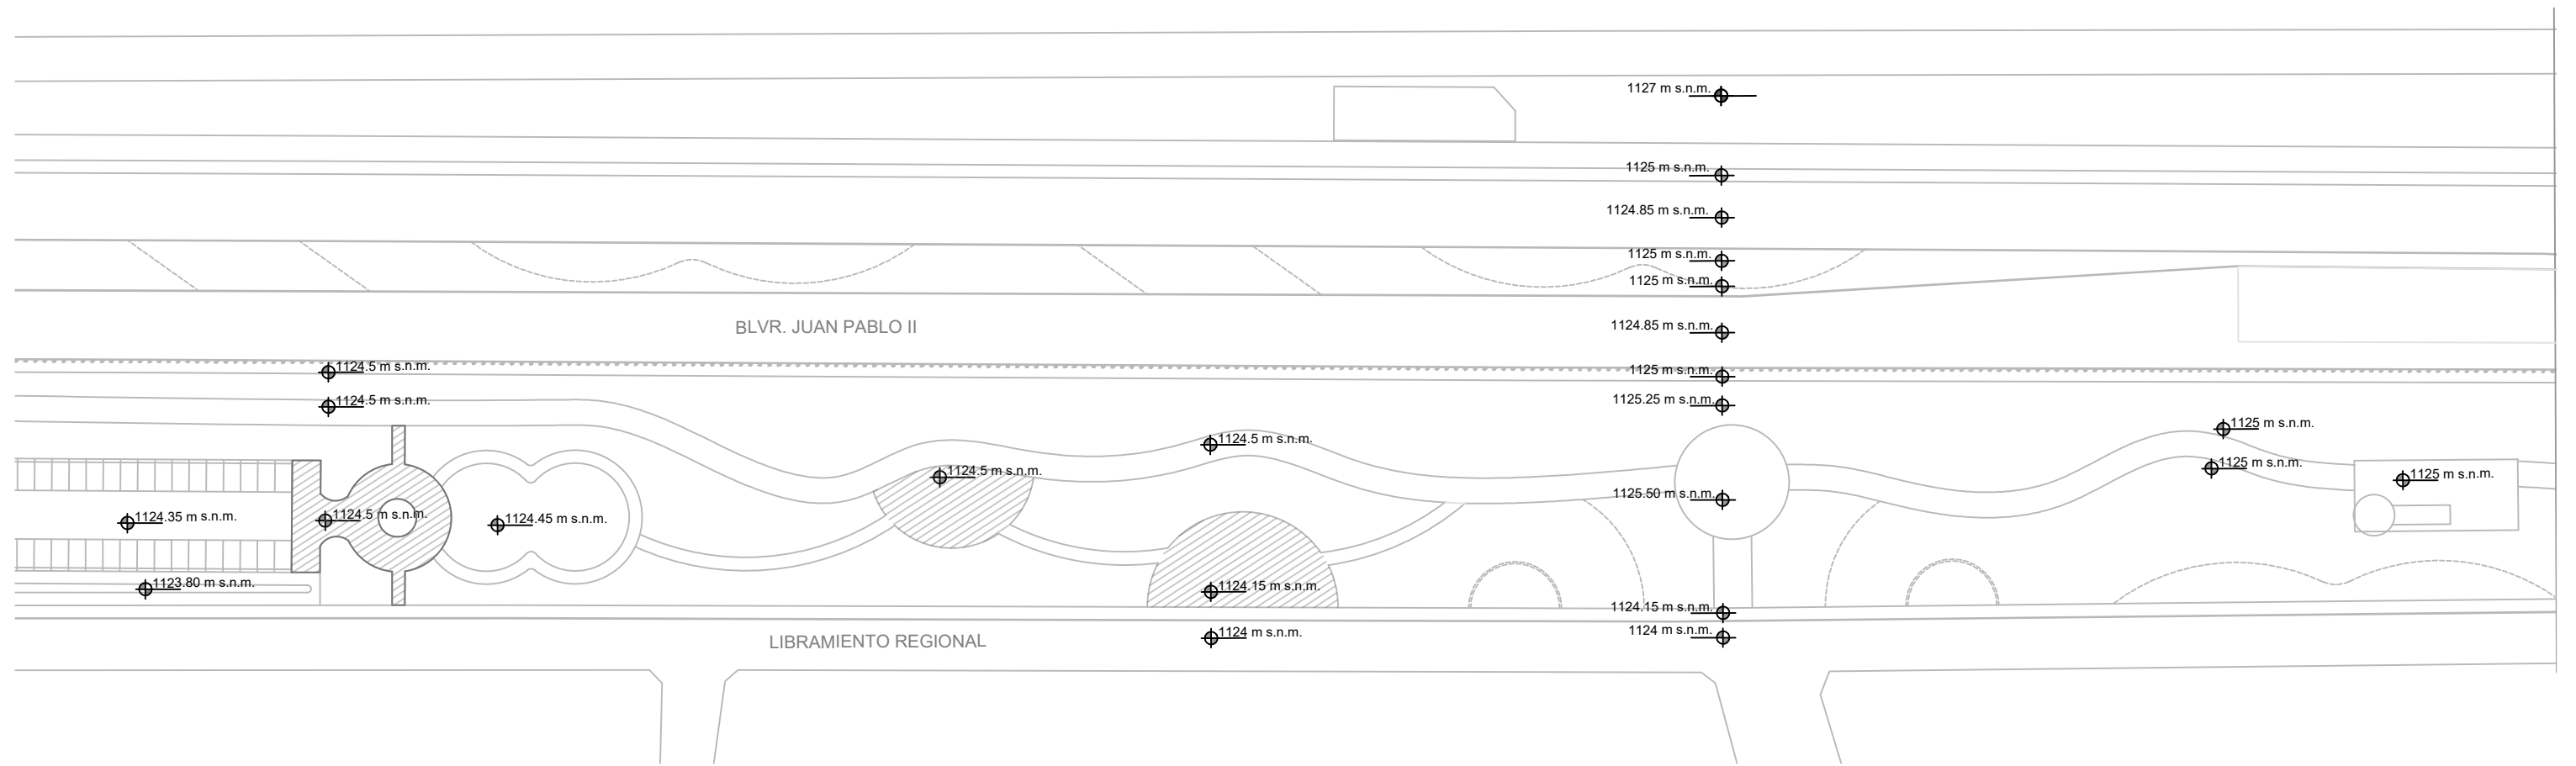 1127 m s.n.m.
1125 m s.n.m.
1124.85 m s.n.m.
1125 m s.n.m.
1125 m s.n.m.
BLVR. JUAN PABLO II
1124.85 m s.n.m.
1124.5 m s.n.m.
1125 m s.n.m.
1124.5 m s.n.m.
1125.25 m s.n.m.
1125 m s.n.m.
1124.5 m s.n.m.
1125 m s.n.m.
1124.5 m s.n.m.
1125 m s.n.m.
1125.50 m s.n.m.
1124.35 m s.n.m.
1124.5 m s.n.m.
1124.45 m s.n.m.
1123.80 m s.n.m.
1124.15 m s.n.m.
1124.15 m s.n.m.
LIBRAMIENTO REGIONAL
1124 m s.n.m.
1124 m s.n.m.